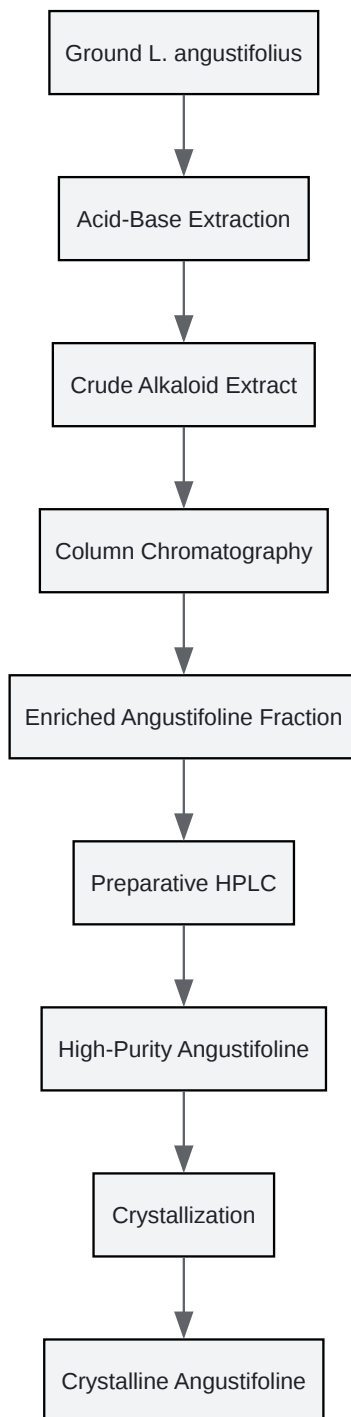 Ground L. angustifolius
Acid-Base Extraction
Crude Alkaloid Extract
Column Chromatography
Enriched Angustifoline Fraction
Preparative HPLC
High-Purity Angustifoline
Crystallization
Crystalline Angustifoline